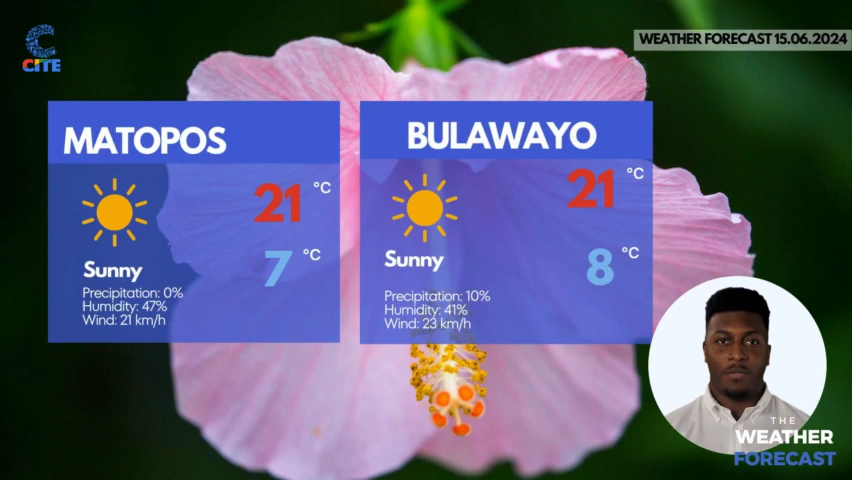 CITE
WEATHER FORECAST 15.06.2024
MATOPOS
21 °C
7 °C
Sunny
Precipitation: 0%
Humidity: 47%
Wind: 21 km/h
BULAWAYO
21 °C
8 °C
Sunny
Precipitation: 10%
Humidity: 41%
Wind: 23 km/h
THE
WEATHER
FORECAST